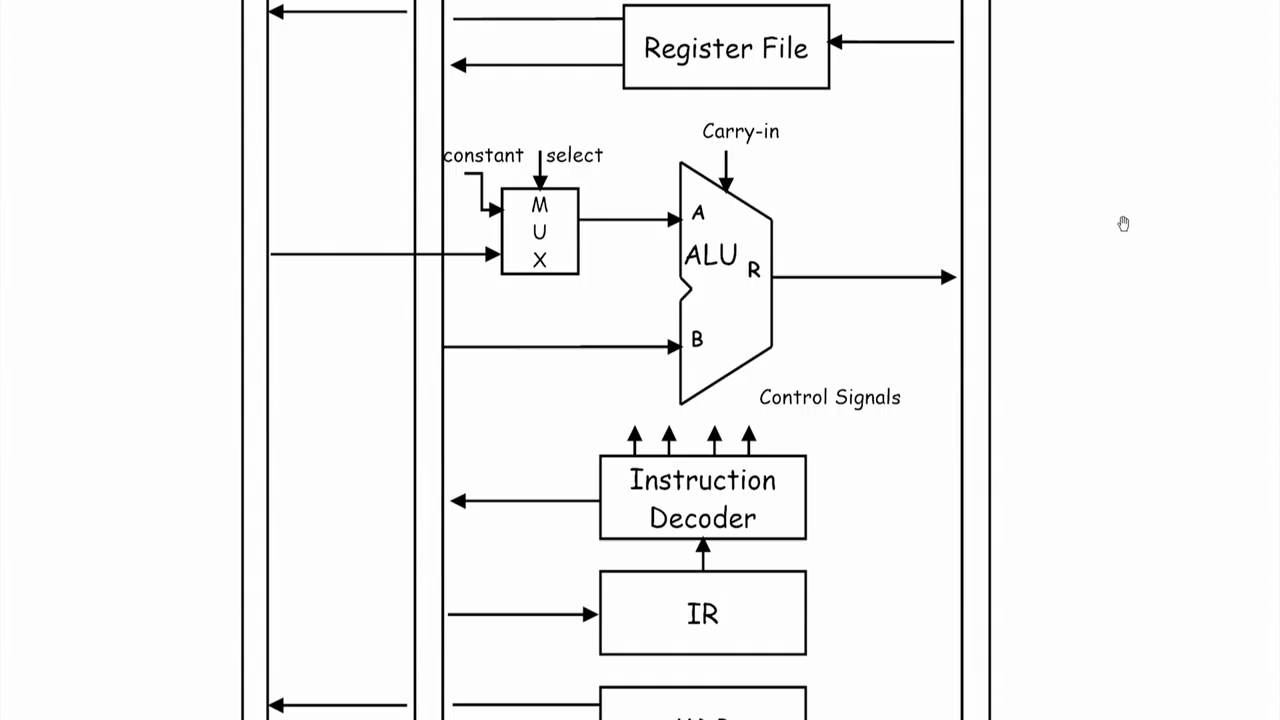 Register File
Carry-in
constant
select
M
U
X
A
ALU
R
B
Control Signals
Instruction
Decoder
IR